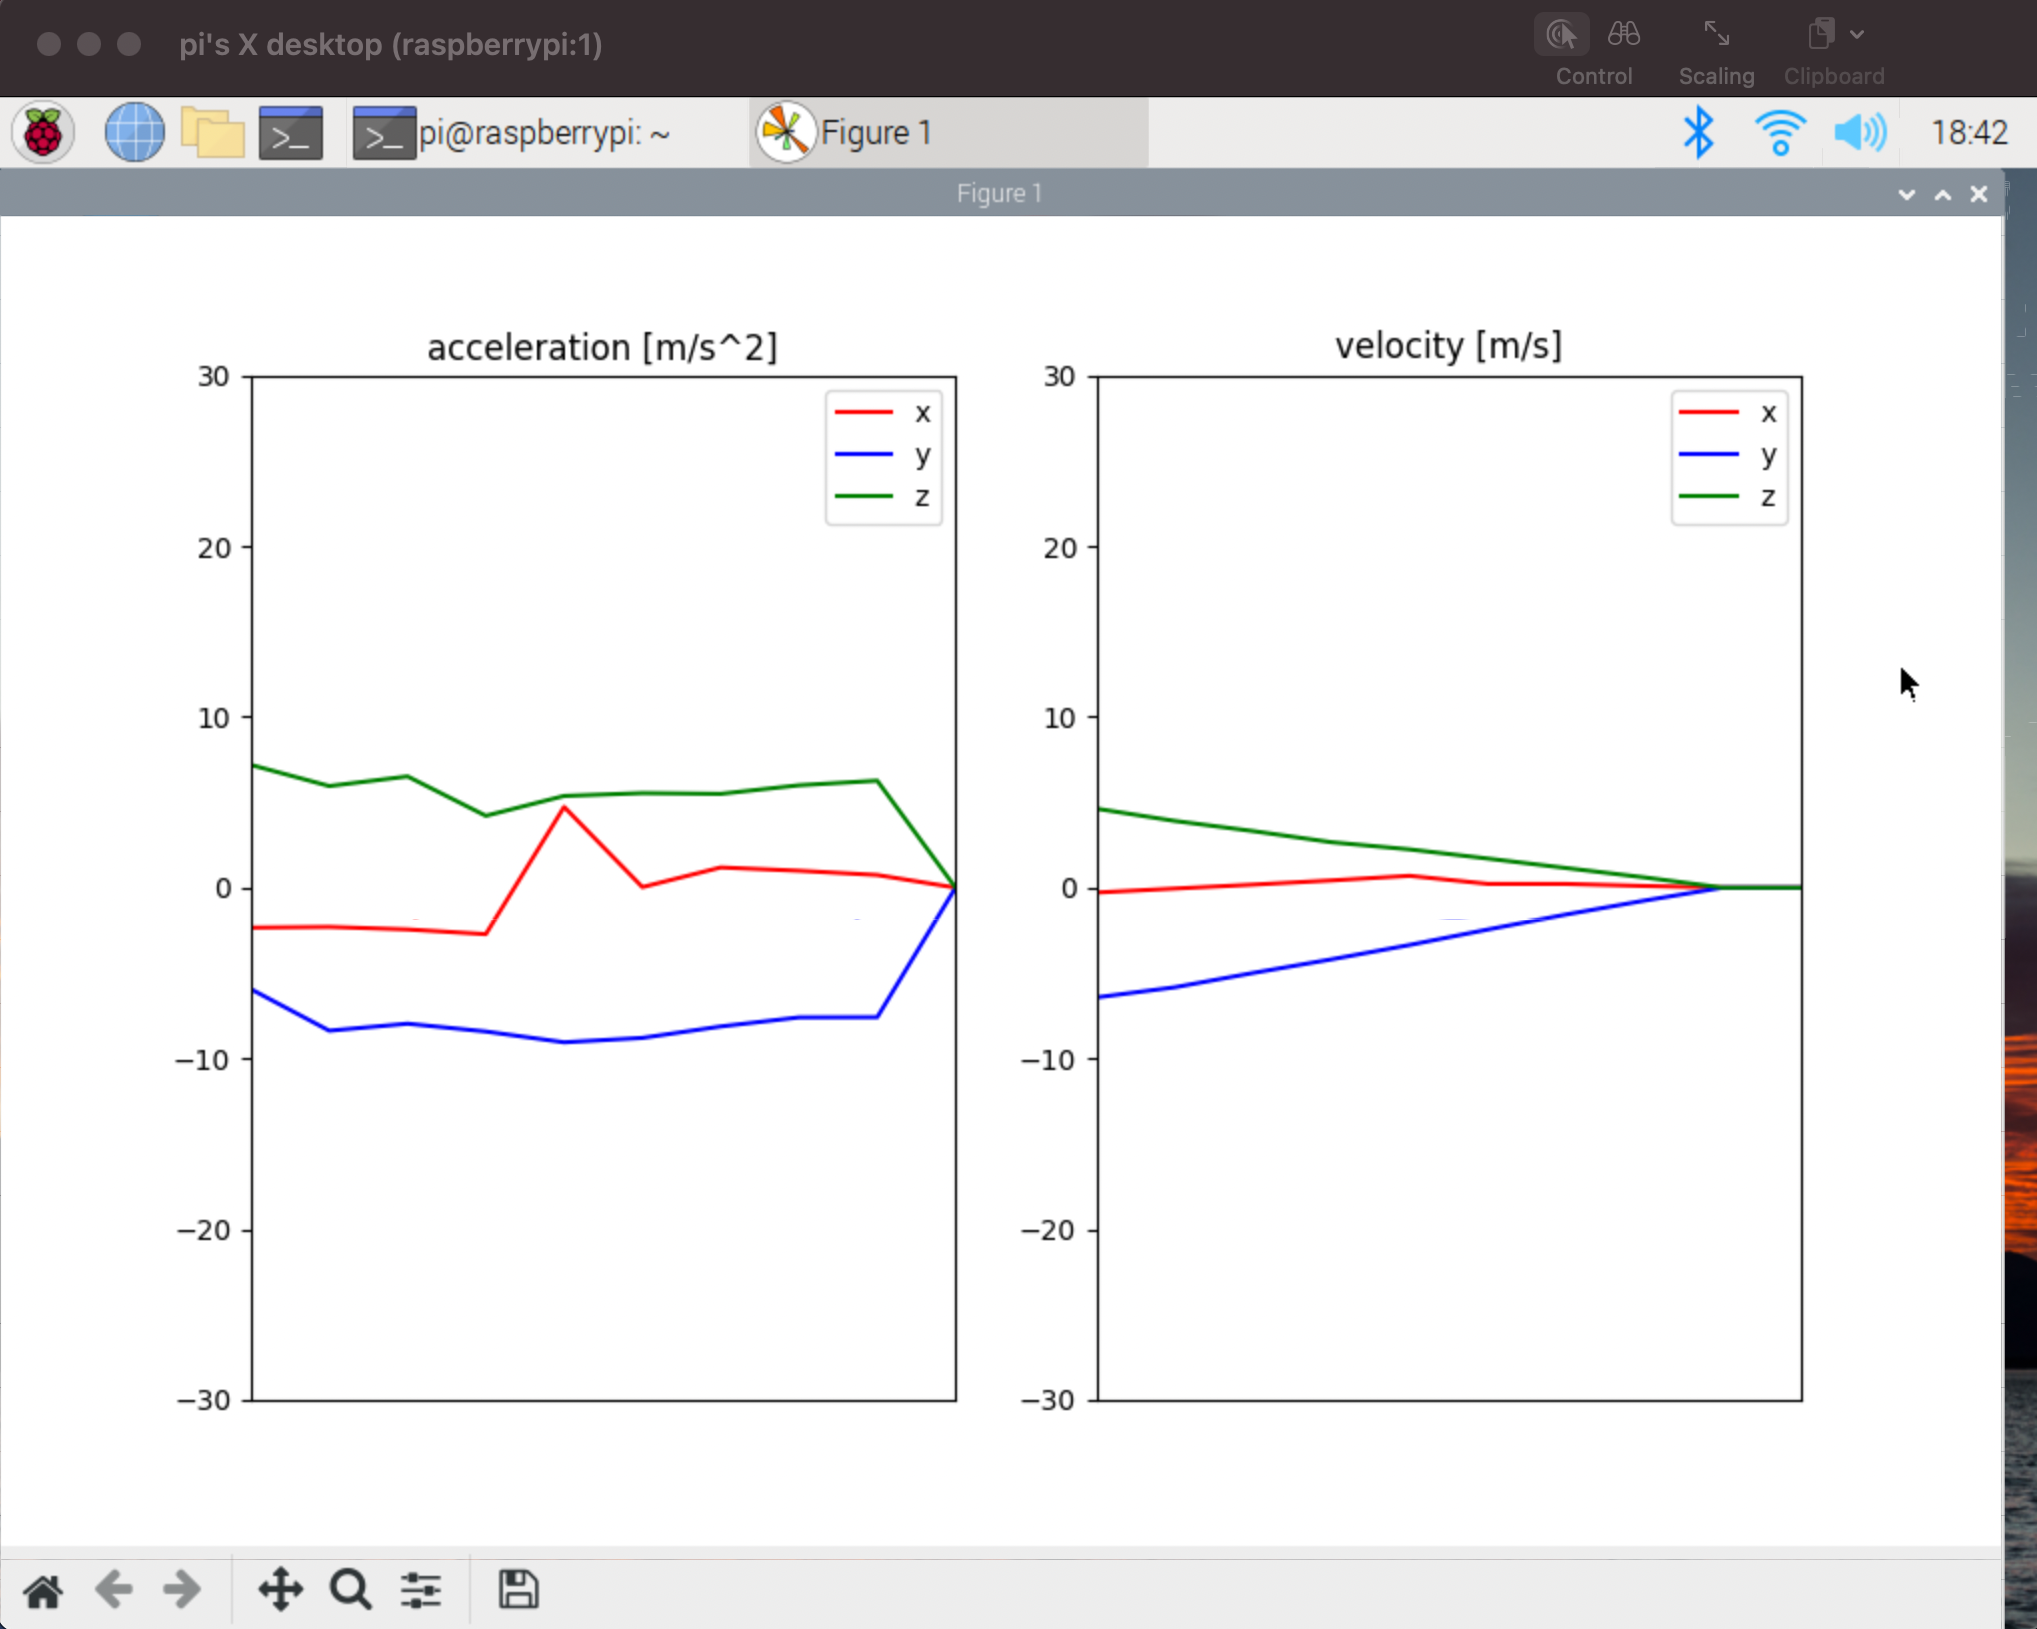 pi's X desktop (raspberrypi:1)
Control
Scaling
Clipboard
>_
>_
pi@raspberrypi: ~
Figure 1
18:42
Figure 1
acceleration [m/s^2]
30
20
10
0
−10
−20
−30
x
y
z
velocity [m/s]
30
20
10
0
−10
−20
−30
x
y
z